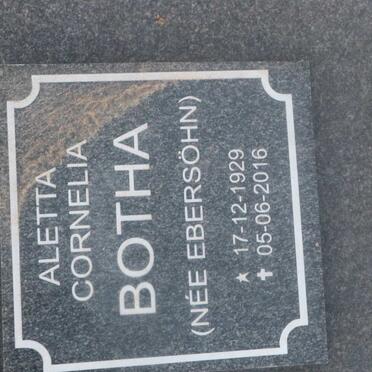 ALETTA
CORNELIA
BOTHA
(NÉE EBERSÖHN)
★ 17-12-1929
✝ 05-06-2016